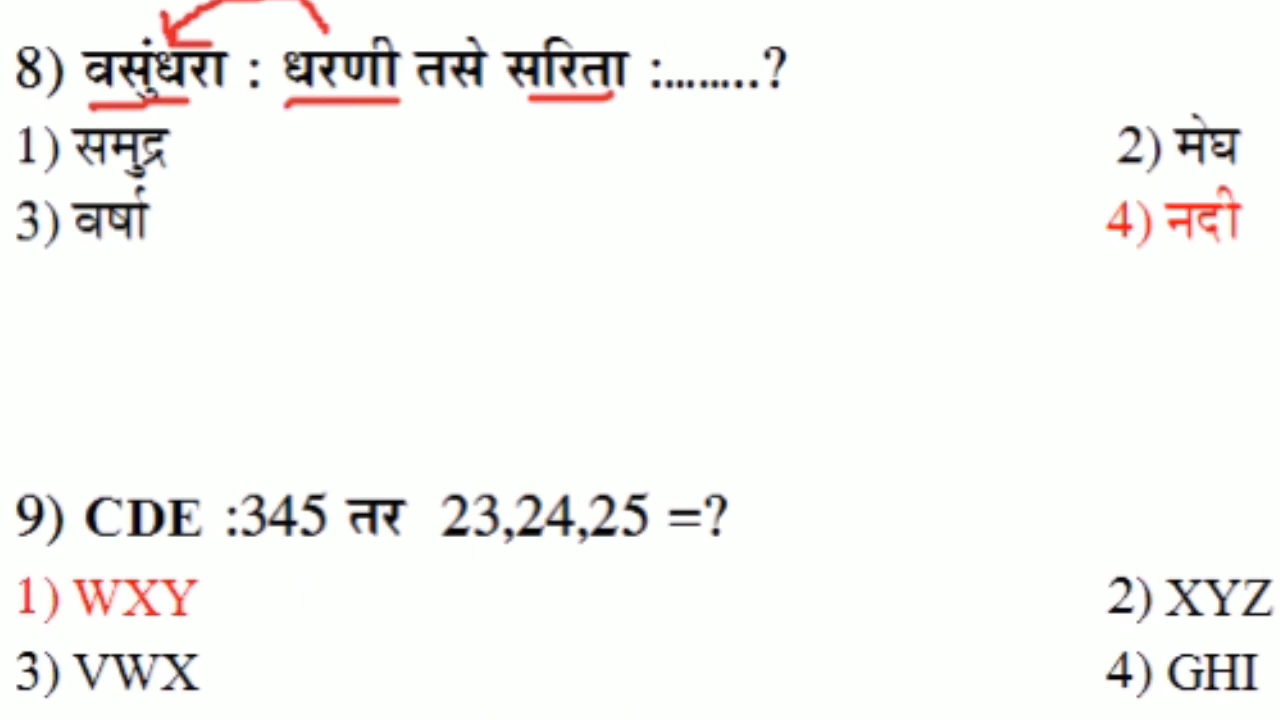 8) वसुंधरा : धरणी तसे सरिता :........?
1) समुद्र 2) मेघ
3) वर्षा 4) नदी
9) CDE :345 तर 23,24,25 =?
1) WXY 2) XYZ
3) VWX 4) GHI